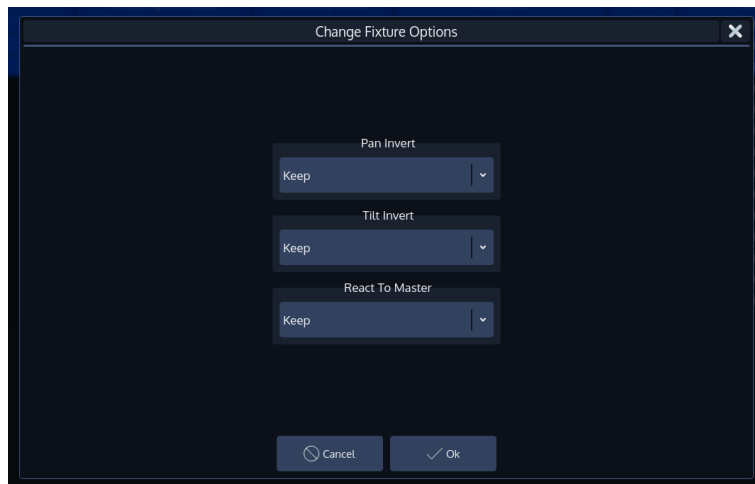 Change Fixture Options
Pan Invert
Keep
Tilt Invert
Keep
React To Master
Keep
Cancel
Ok